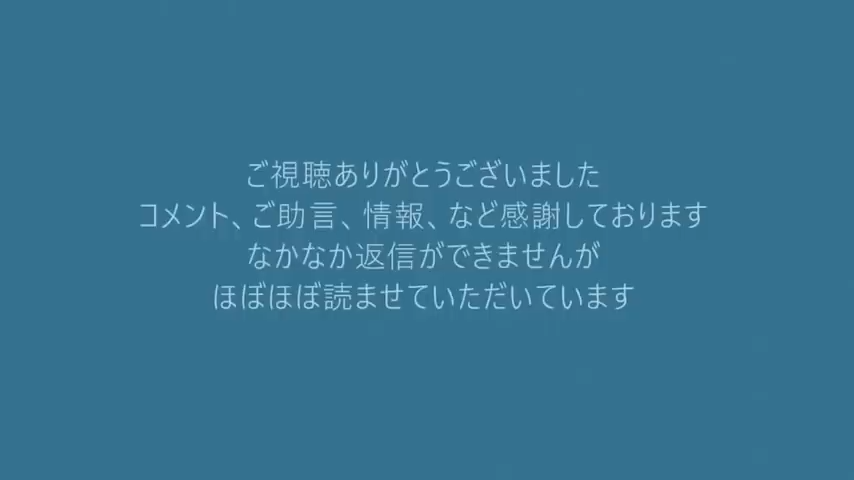 ご視聴ありがとうございました
コメント、ご助言、情報、など感謝しております
なかなか返信ができませんが
ほぼほぼ読ませていただいています